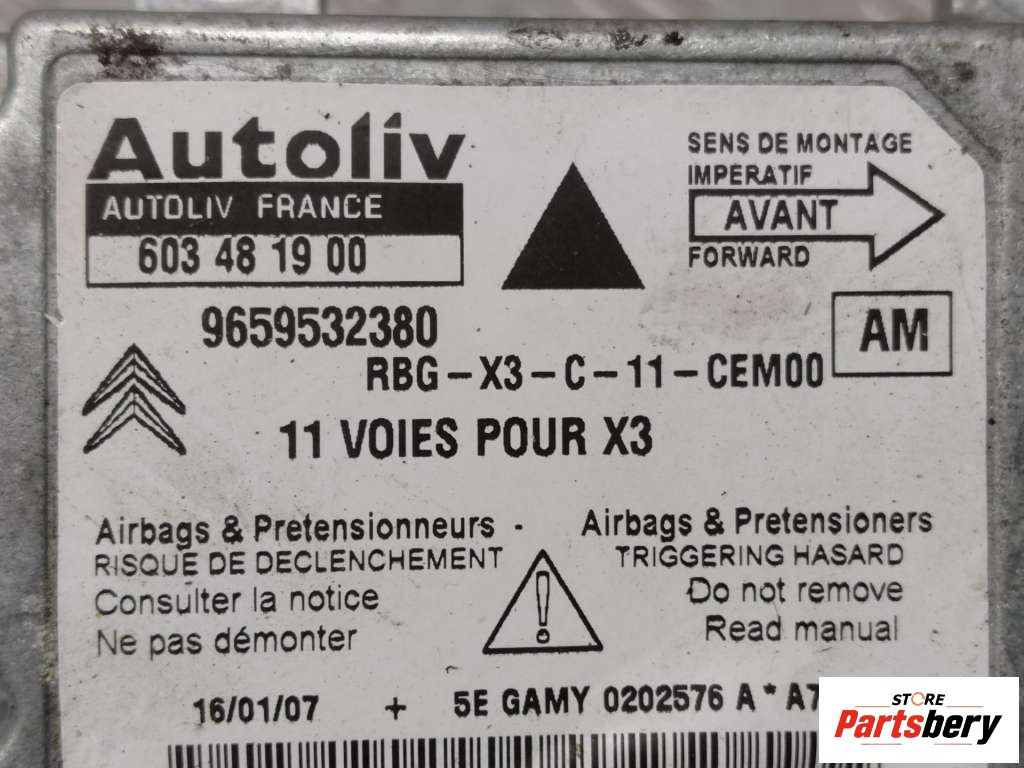 Autoliv
AUTOLIV FRANCE
603 48 19 00
SENS DE MONTAGE
IMPERATIF
AVANT
FORWARD
9659532380
AM
RBG-X3-C-11-CEM00
11 VOIES POUR X3
Airbags & Pretensionneurs -
RISQUE DE DECLENCHEMENT
Consulter la notice
Ne pas démonter
Airbags & Pretensioners
TRIGGERING HASARD
Do not remove
Read manual
16/01/07 + 5E GAMY 0202576 A * A7
STORE
Partsbery